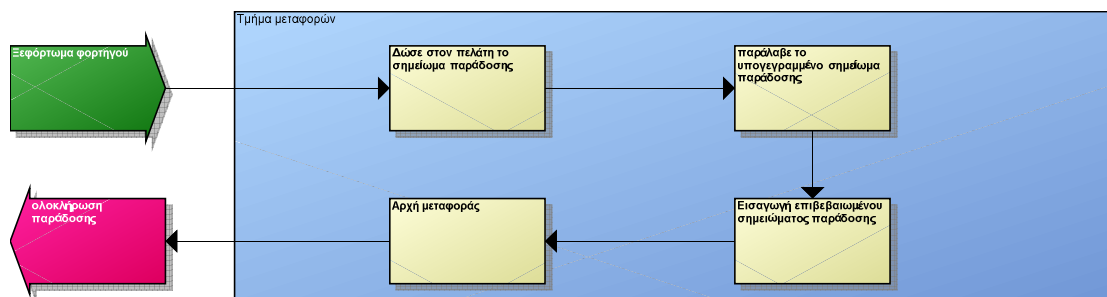 Τμήμα μεταφορών
Ξεφόρτωμα φορτηγού
Δώσε στον πελάτη το
σημείωμα παράδοσης
παράλαβε το
υπογεγραμμένο σημείωμα
παράδοσης
ολοκλήρωση
παράδοσης
Αρχή μεταφοράς
Εισαγωγή επιβεβαιωμένου
σημειώματος παράδοσης